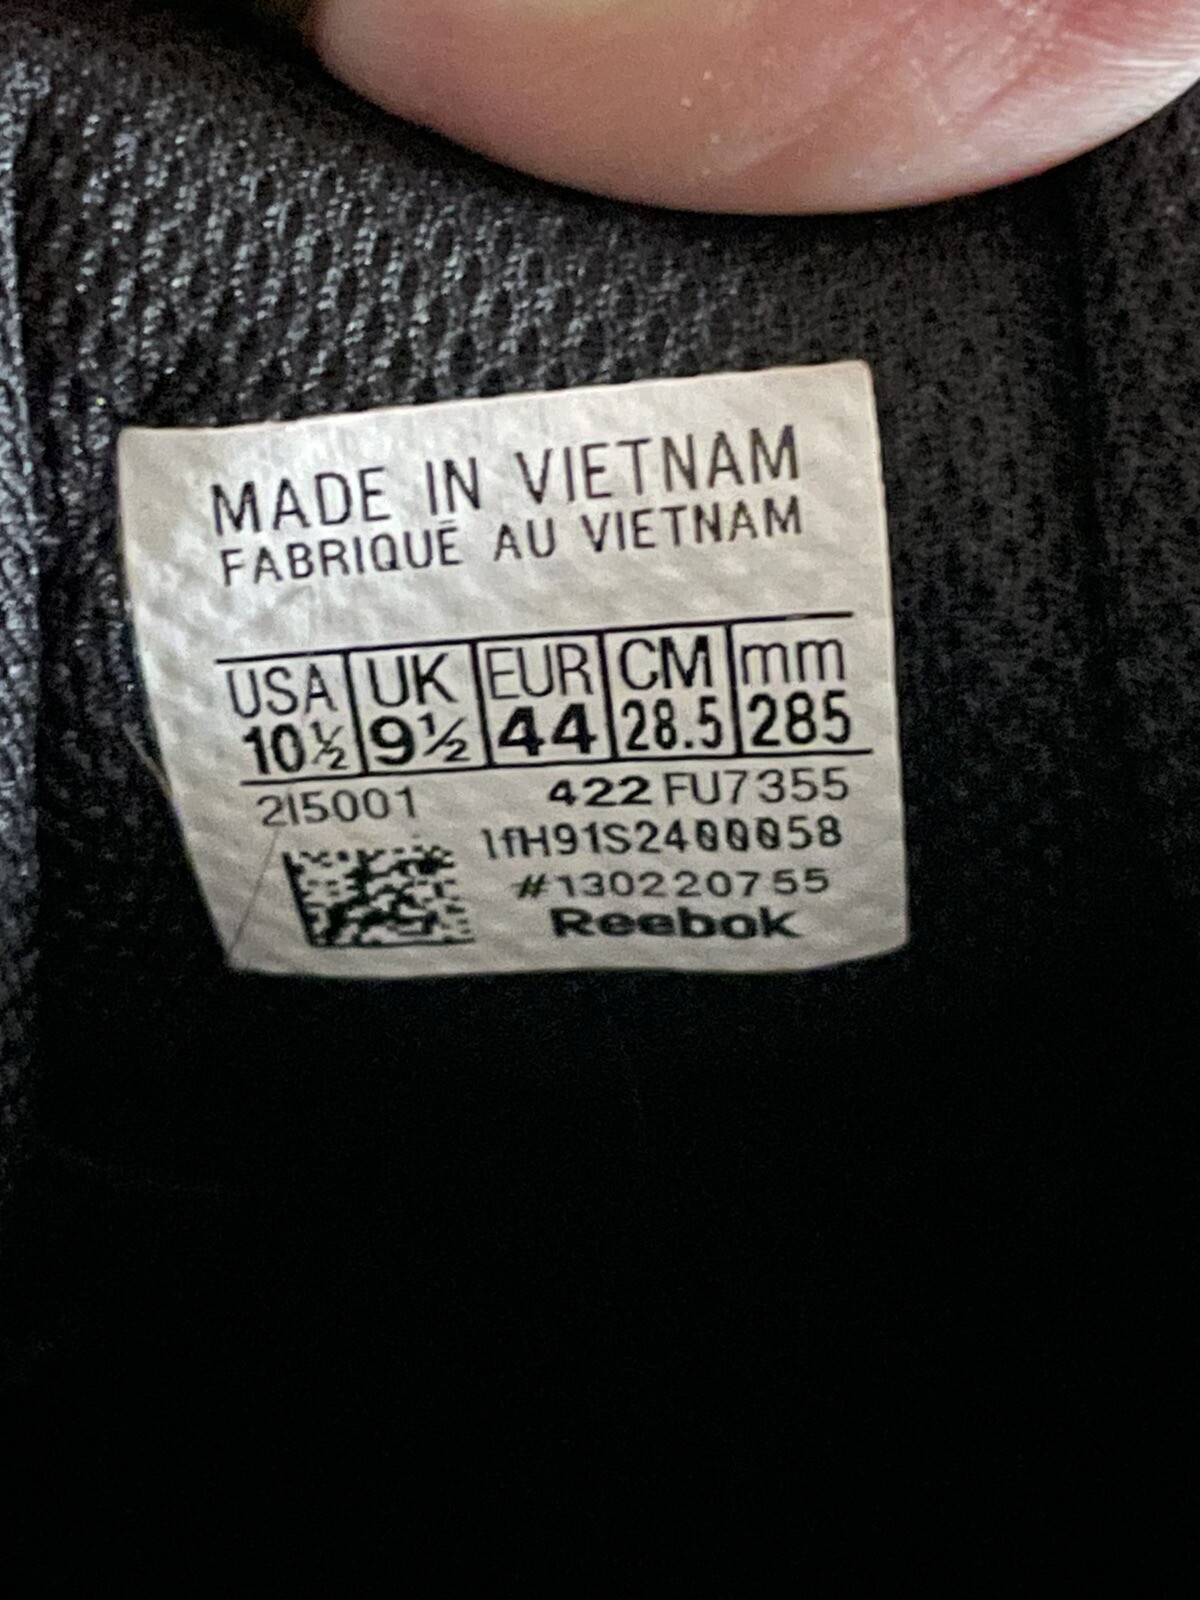 MADE IN VIETNAM
FABRIQUÉ AU VIETNAM
USA UK EUR CM mm
10½ 9½ 44 28.5 285
2I5001 422 FU7355
1fH91S2400058
#130220755
Reebok